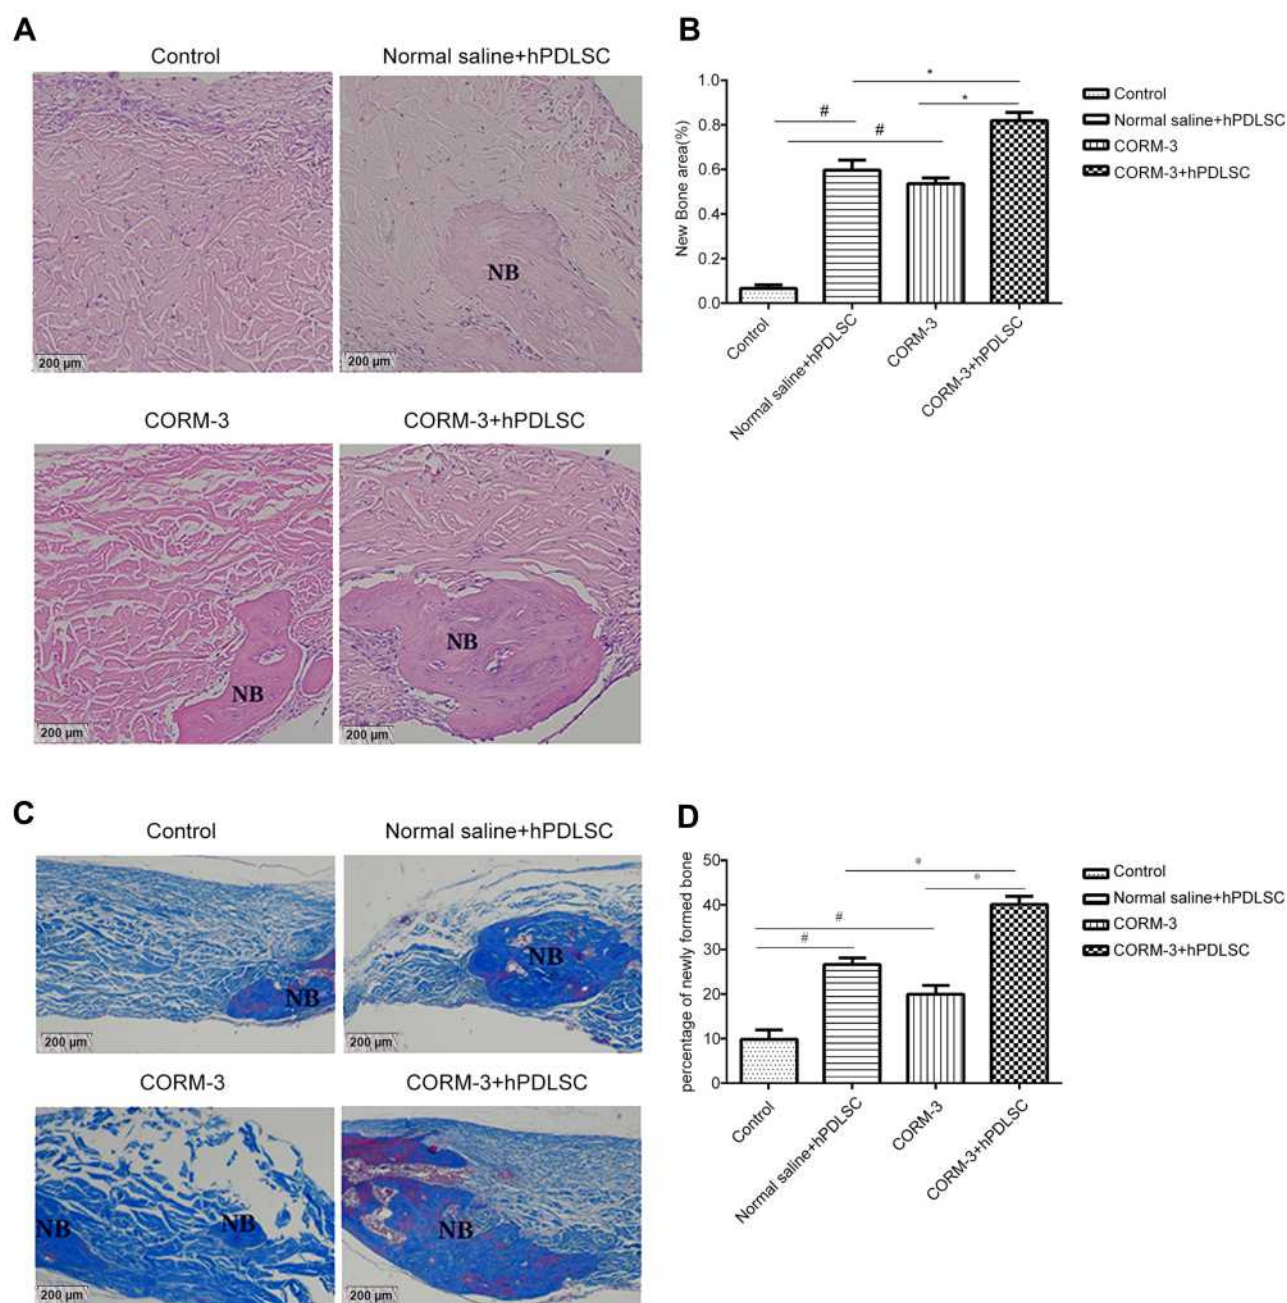 A
Control
Normal saline+hPDLSC
NB
200 µm
200 µm
CORM-3
CORM-3+hPDLSC
NB
NB
200 µm
200 µm
B
New Bone area(%)
1.0
0.8
0.6
0.4
0.2
0.0
#
#
*
*
Control
Normal saline+hPDLSC
CORM-3
CORM-3+hPDLSC
Control
Normal saline+hPDLSC
CORM-3
CORM-3+hPDLSC
C
Control
Normal saline+hPDLSC
NB
NB
200 µm
200 µm
CORM-3
CORM-3+hPDLSC
NB
NB
NB
200 µm
200 µm
D
percentage of newly formed bone
50
40
30
20
10
0
#
#
Control
Normal saline+hPDLSC
CORM-3
CORM-3+hPDLSC
Control
Normal saline+hPDLSC
CORM-3
CORM-3+hPDLSC